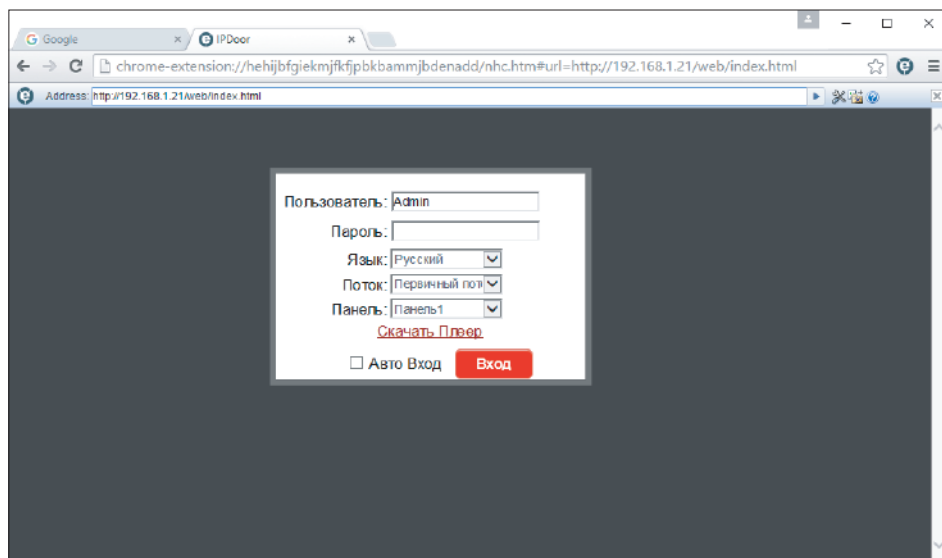 Google
IPDoor
chrome-extension://hehijbfgiekmjfkfjpbkbammjbdenadd/nhc.htm#url=http://192.168.1.21/web/index.html
Address: http://192.168.1.21/web/index.html
Пользователь: Admin
Пароль:
Язык: Русский
Поток: Первичный пот
Панель: Панель1
Скачать Плеер
Авто Вход Вход